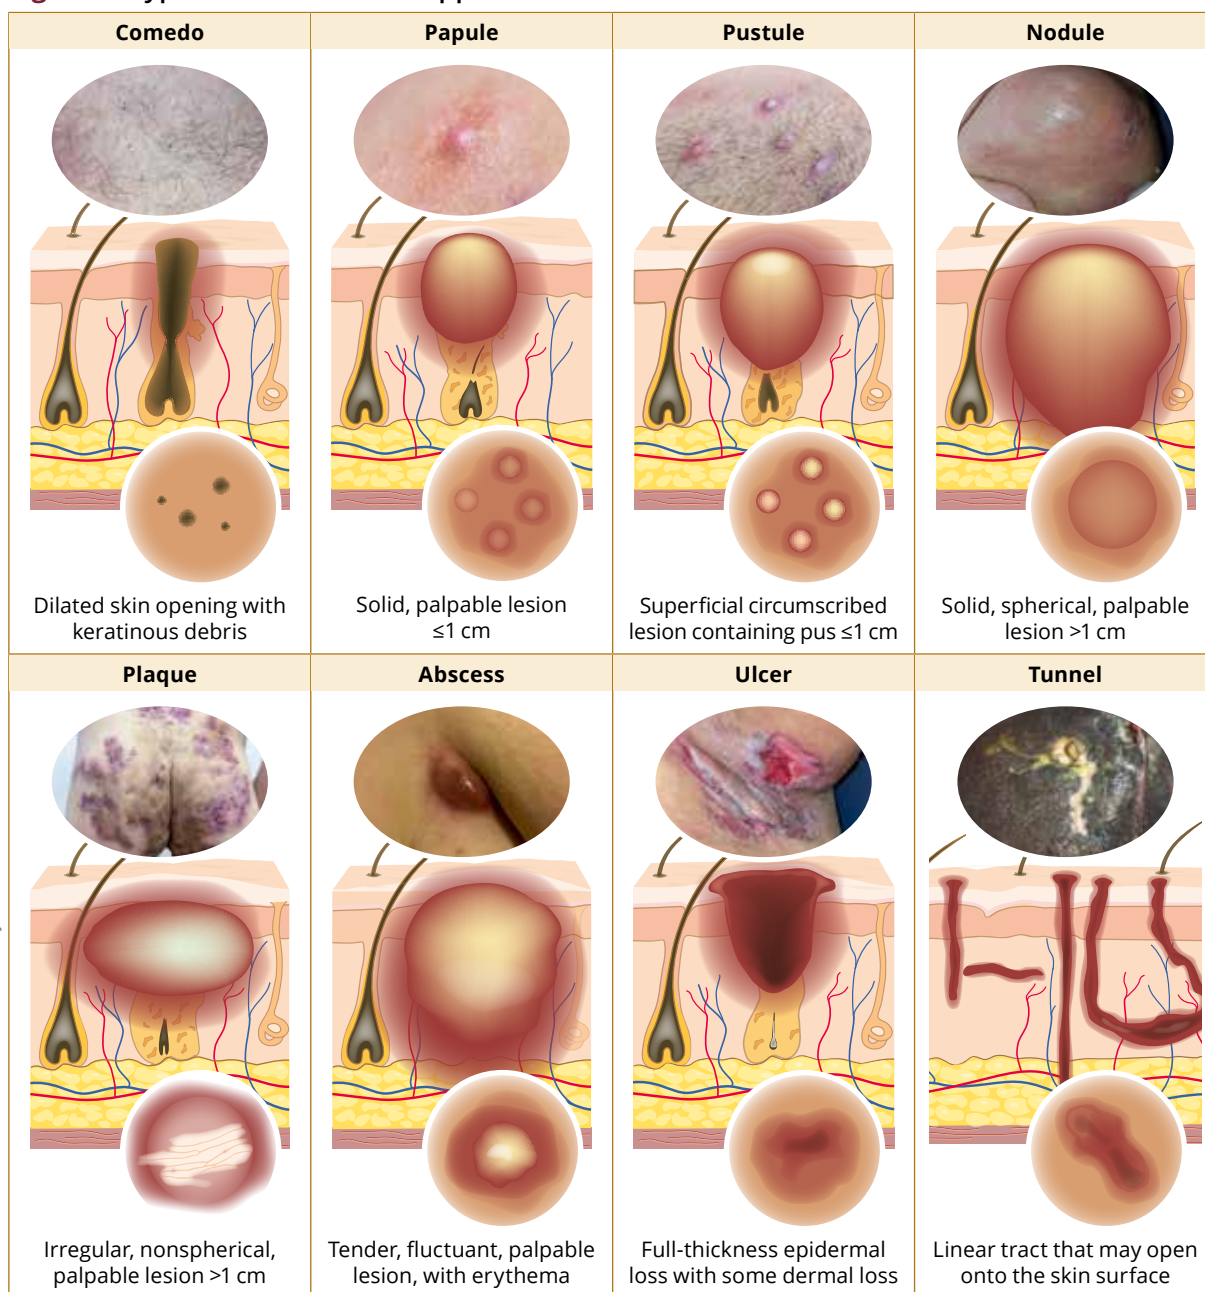 Comedo
Papule
Pustule
Nodule
Dilated skin opening with
keratinous debris
Solid, palpable lesion
≤1 cm
Superficial circumscribed
lesion containing pus ≤1 cm
Solid, spherical, palpable
lesion >1 cm
Plaque
Abscess
Ulcer
Tunnel
Irregular, nonspherical,
palpable lesion >1 cm
Tender, fluctuant, palpable
lesion, with erythema
Full-thickness epidermal
loss with some dermal loss
Linear tract that may open
onto the skin surface